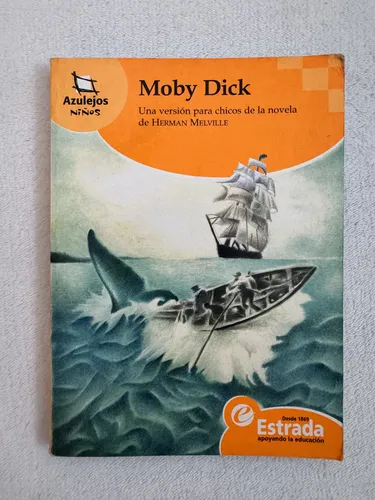 Azulejos
NiÑOS
Moby Dick
Una versión para chicos de la novela
de HERMAN MELVILLE
Desde 1869
e Estrada
apoyando la educación